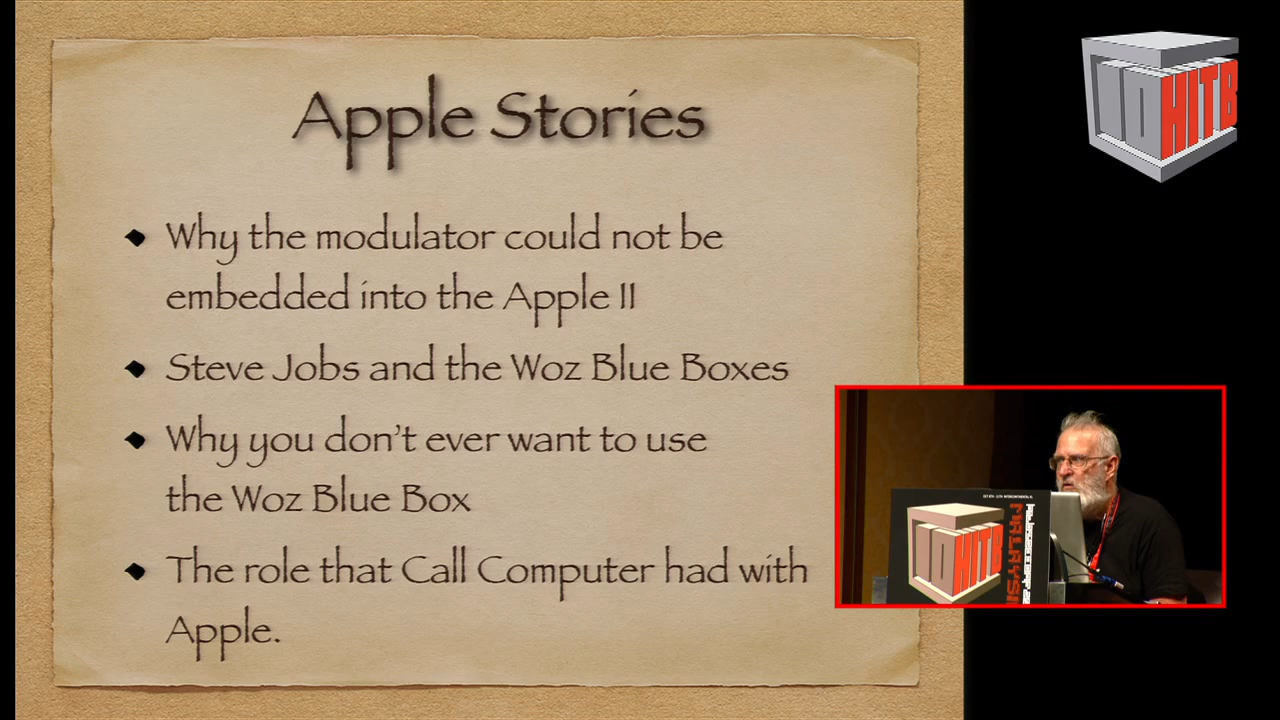 Apple Stories
Why the modulator could not be
embedded into the Apple II
Steve Jobs and the Woz Blue Boxes
Why you don't ever want to use
the Woz Blue Box
The role that Call Computer had with
Apple.
HITB
HITB
MALAYSIA